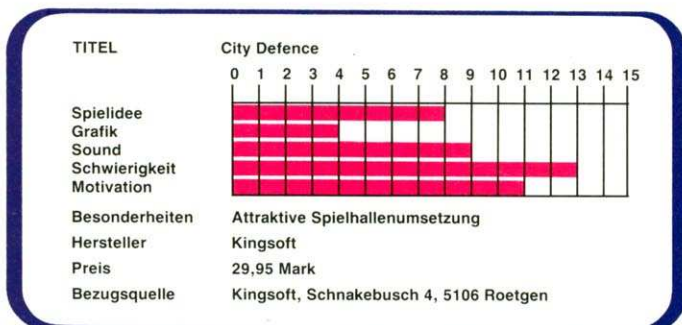 TITEL City Defence
0 1 2 3 4 5 6 7 8 9 10 11 12 13 14 15
Spielidee
Grafik
Sound
Schwierigkeit
Motivation
Besonderheiten Attraktive Spielhallenumsetzung
Hersteller Kingsoft
Preis 29,95 Mark
Bezugsquelle Kingsoft, Schnakebusch 4, 5106 Roetgen